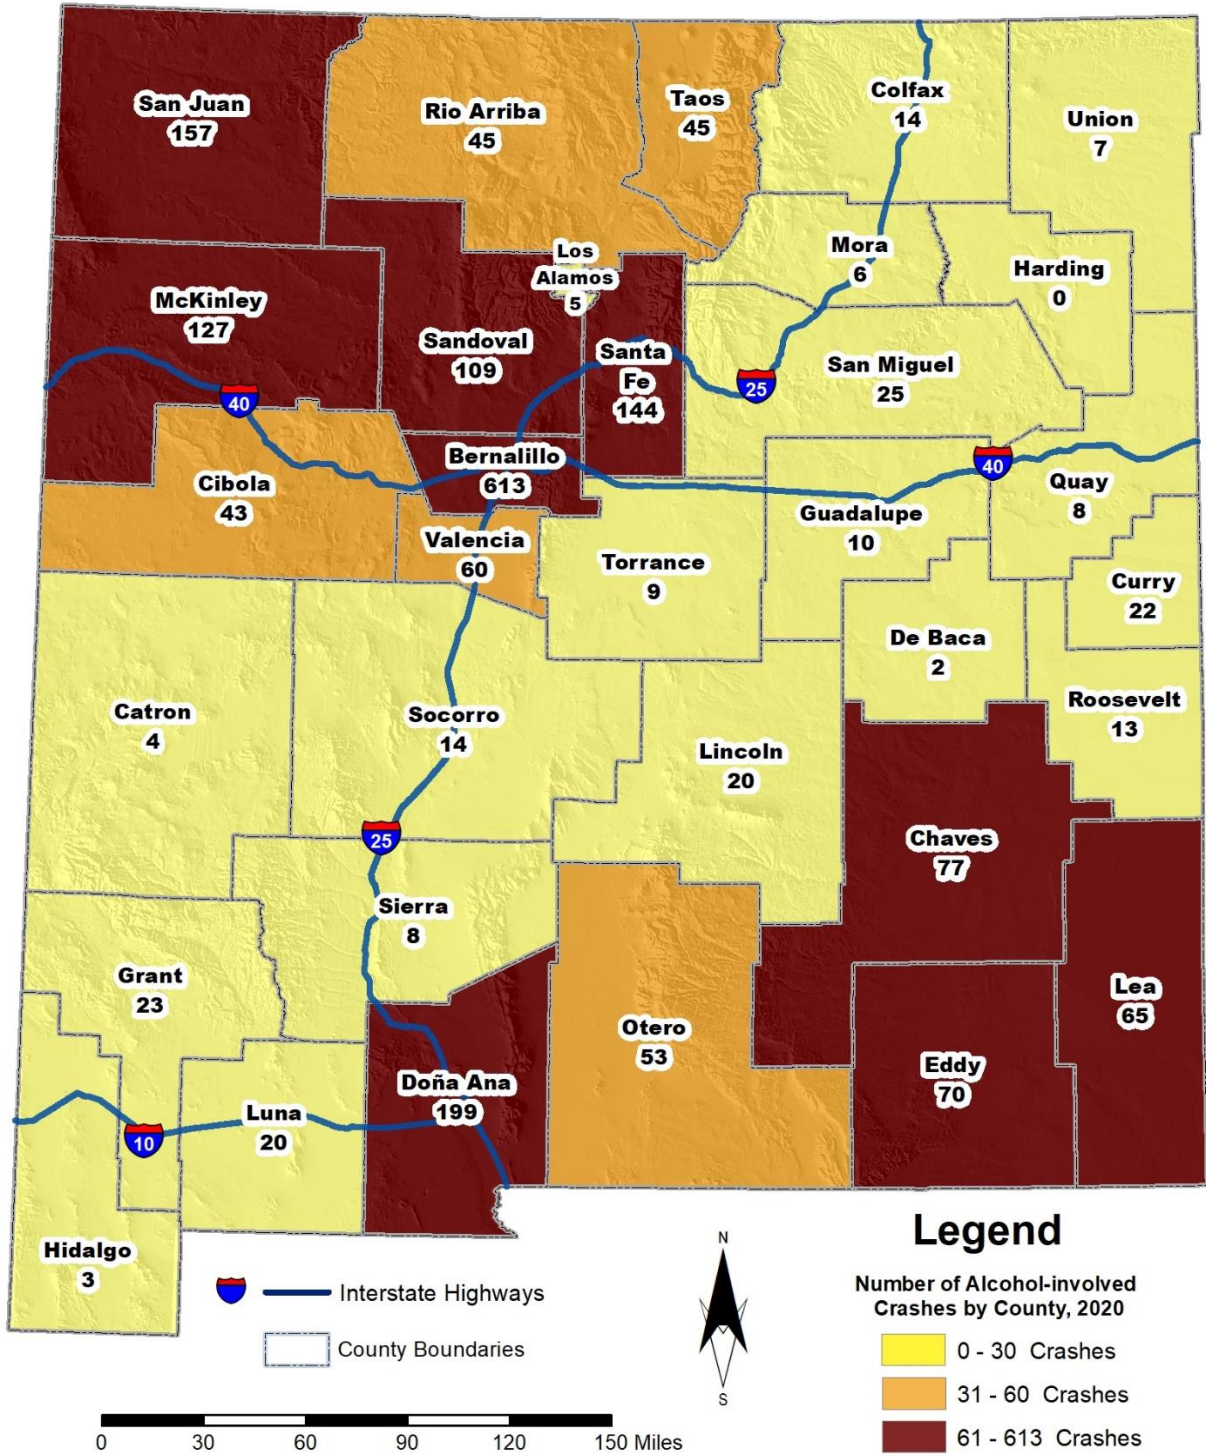 San Juan
157
Rio Arriba
45
Taos
45
Colfax
14
Union
7
Mora
6
Harding
0
Los
Alamos
5
McKinley
127
Sandoval
109
Santa
Fe
144
San Miguel
25
40
25
40
Bernalillo
613
Cibola
43
Quay
8
Guadalupe
10
Valencia
60
Torrance
9
Curry
22
De Baca
2
Roosevelt
13
Catron
4
Socorro
14
Lincoln
20
25
Chaves
77
Sierra
8
Grant
23
Lea
65
Otero
53
Eddy
70
Doña Ana
199
Luna
20
10
Hidalgo
3
Interstate Highways
County Boundaries
0 30 60 90 120 150 Miles
N
S
Legend
Number of Alcohol-involved
Crashes by County, 2020
0 - 30 Crashes
31 - 60 Crashes
61 - 613 Crashes